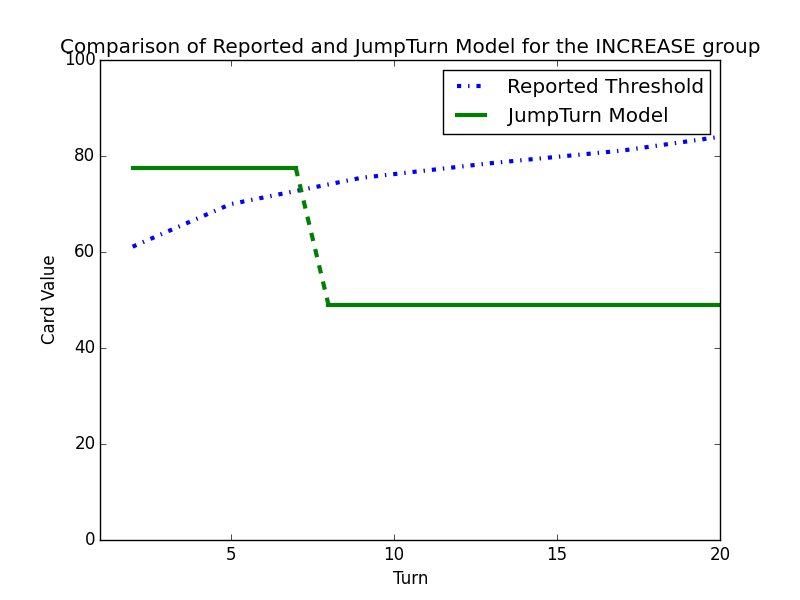 Comparison of Reported and JumpTurn Model for the INCREASE group
100
80
60
40
20
0
Card Value
Reported Threshold
JumpTurn Model
5 10 15 20
Turn